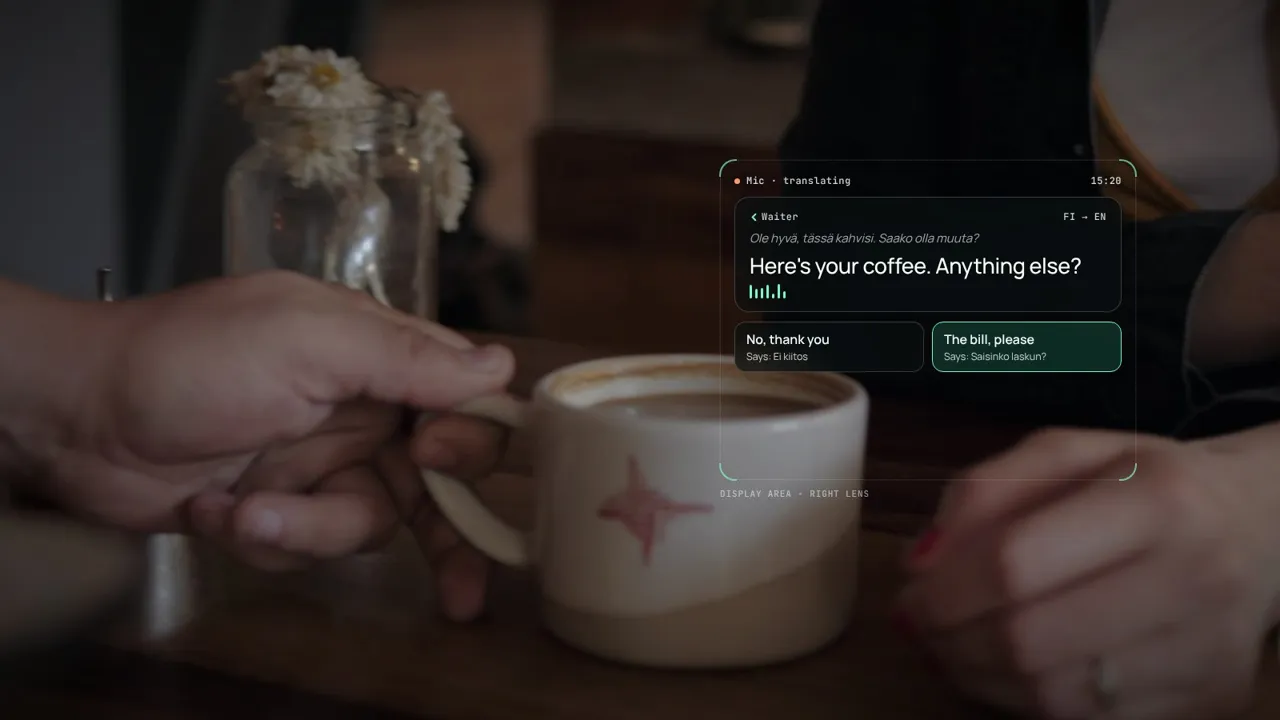 Mic · translating
15:20
Waiter
FI → EN
Ole hyvä, tässä kahvisi. Saako olla muuta?
Here's your coffee. Anything else?
No, thank you
Says: Ei kiitos
The bill, please
Says: Saisinko laskun?
DISPLAY AREA · RIGHT LENS